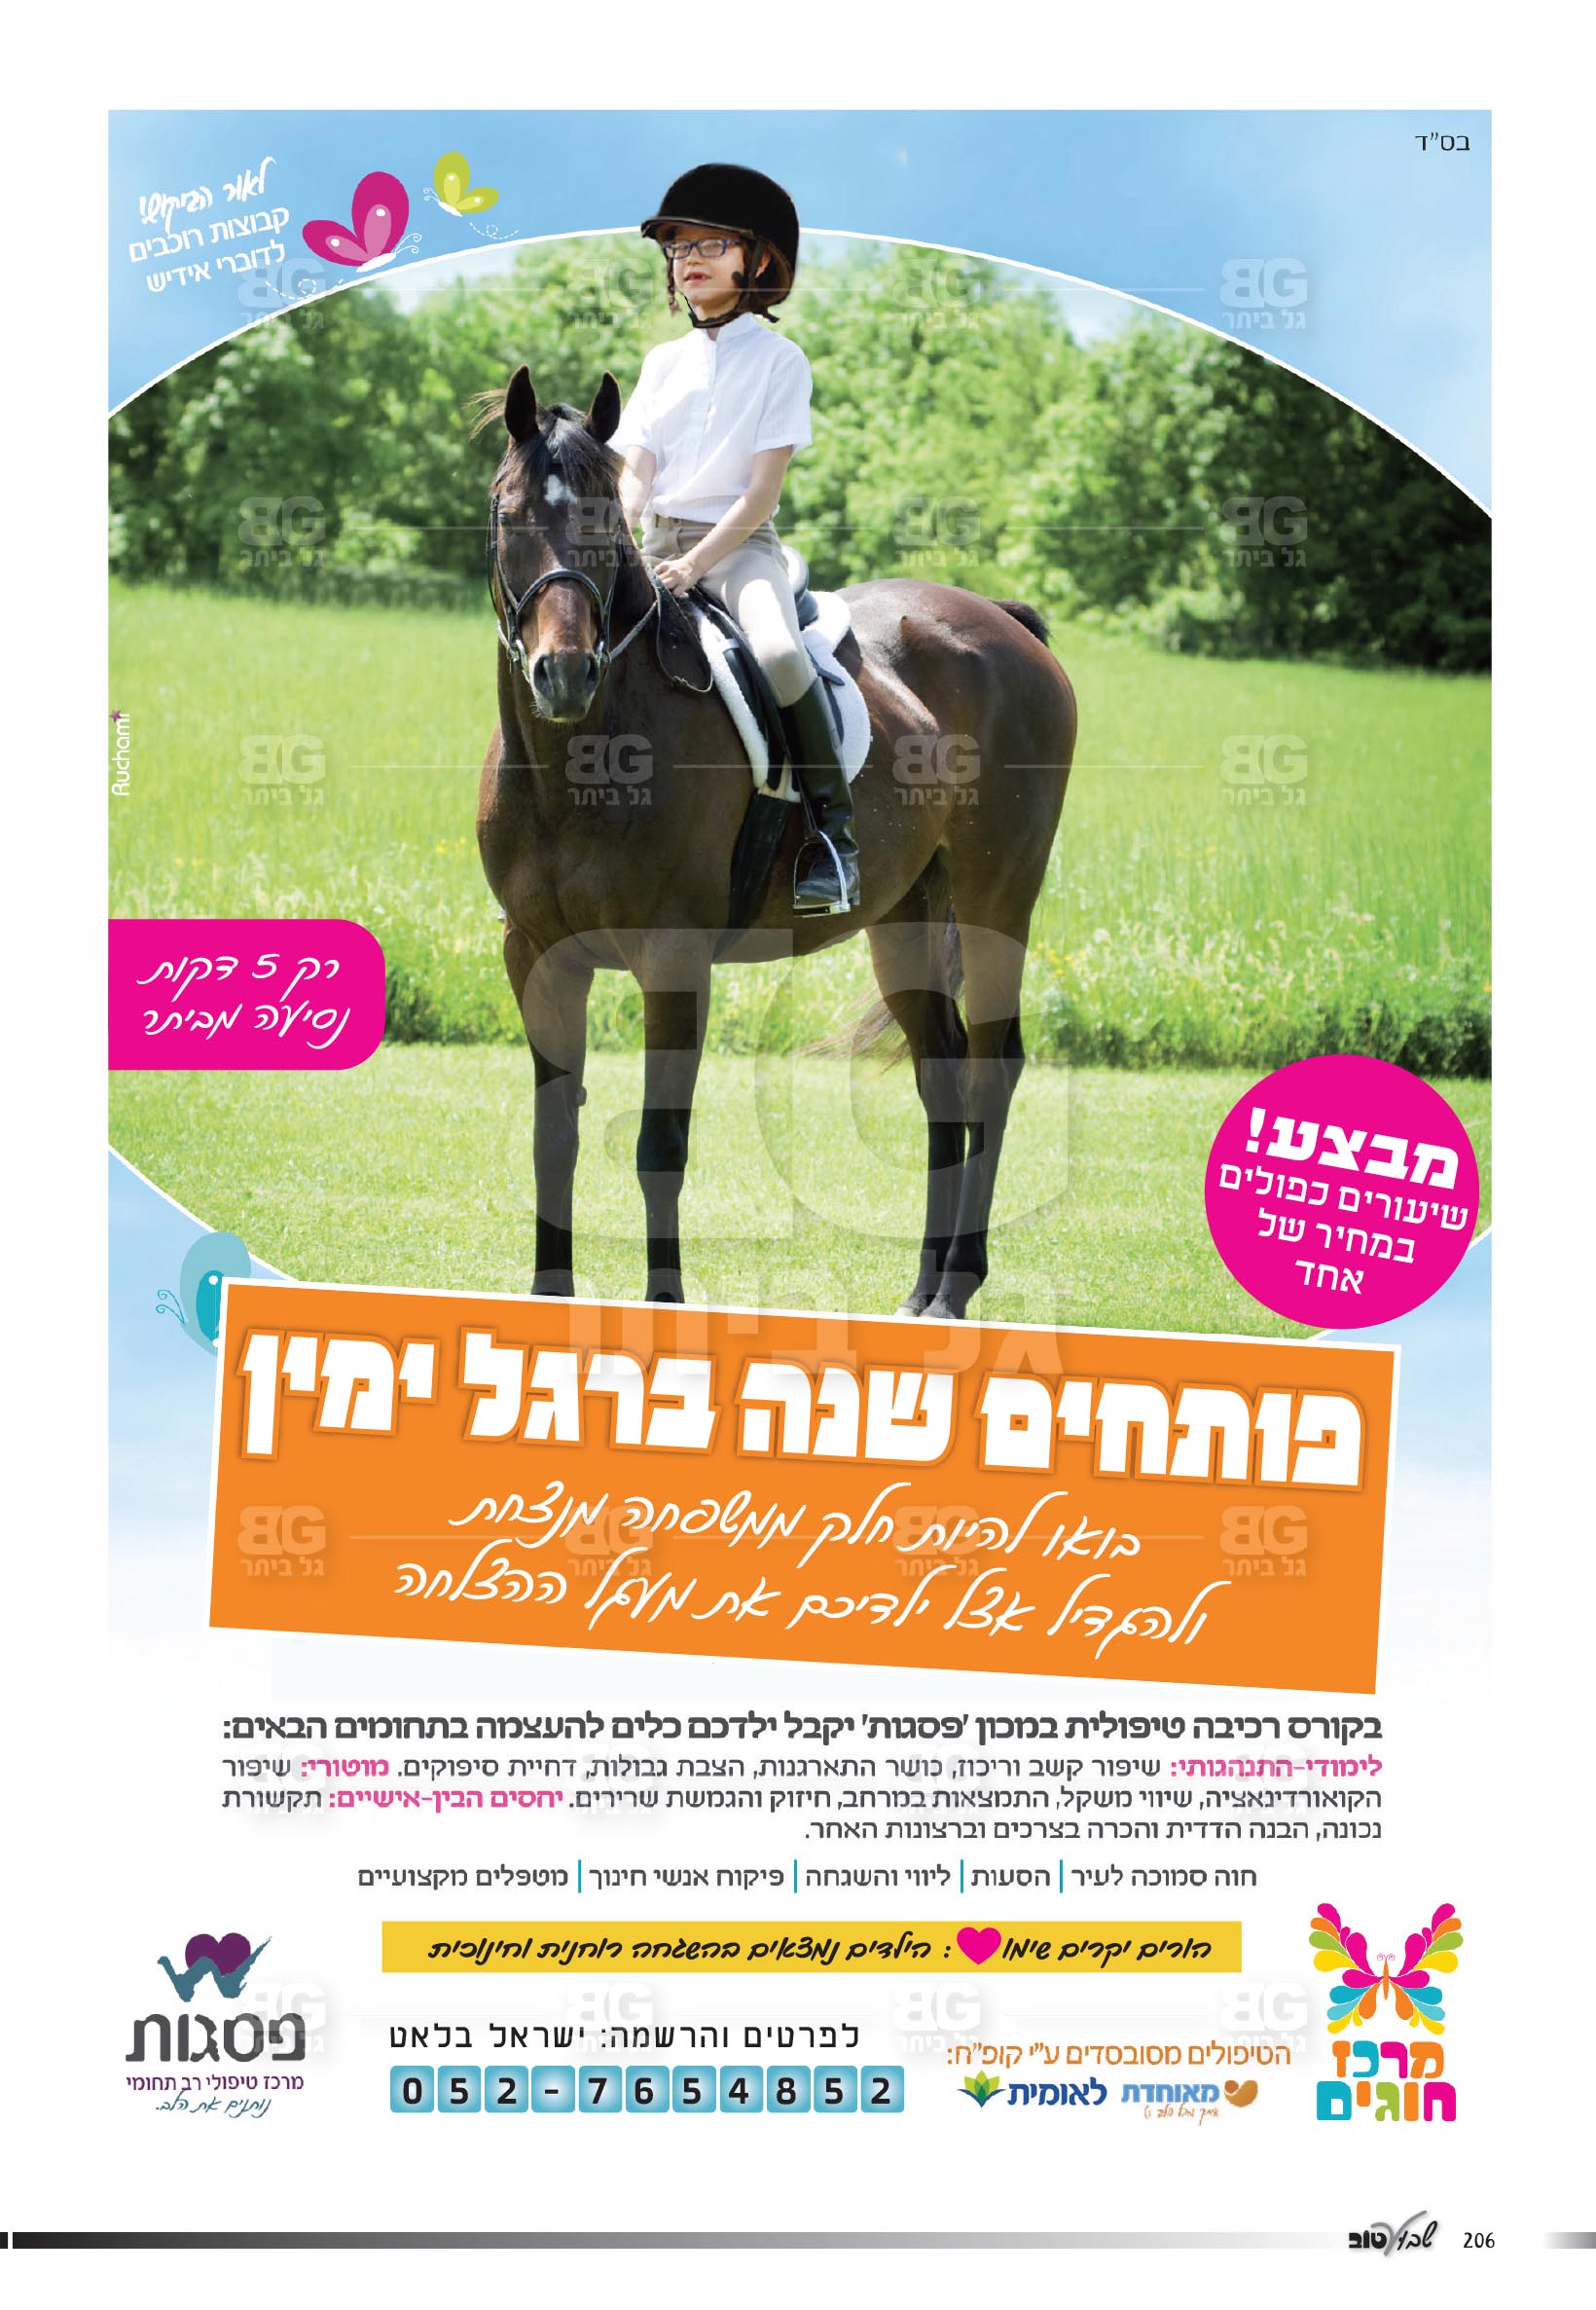 בס"ד
לאור הביקוש!
קבוצות רוכבים
לדוברי אידיש
Ruchami
רק 5 דקות
נסיעה מביתר
מבצע!
שיעורים כפולים
במחיר של
אחד
פותחים שנה ברגל ימין
בואו להיות חלק ממשפחה מנצחת
ולהגדיל אצל ילדיכם את מעגל ההצלחה
בקורס רכיבה טיפולית במכון 'פסגות' יקבל ילדכם כלים להעצמה בתחומים הבאים:
לימודי-התנהגותי: שיפור קשב וריכוז, כושר התארגנות, הצבת גבולות, דחיית סיפוקים. מוטורי: שיפור
הקואורדינאציה, שיווי משקל, התמצאות במרחב, חיזוק והגמשת שרירים. יחסים הבין-אישיים: תקשורת
נכונה, הבנה הדדית והכרה בצרכים וברצונות האחר.
חוה סמוכה לעיר | הסעות | ליווי והשגחה | פיקוח אנשי חינוך | מטפלים מקצועיים
הורים יקרים שימו : הילדים נמצאים בהשגחה רוחנית וחינוכית
מרכז
חוגים
הטיפולים מסובסדים ע"י קופ"ח:
מאוחדת לאומית
לפרטים והרשמה: ישראל בלאט
052-7654852
פסגות
מרכז טיפולי רב תחומי
נותנים את הלב.
BG
גל ביתר
שבוע טוב
206